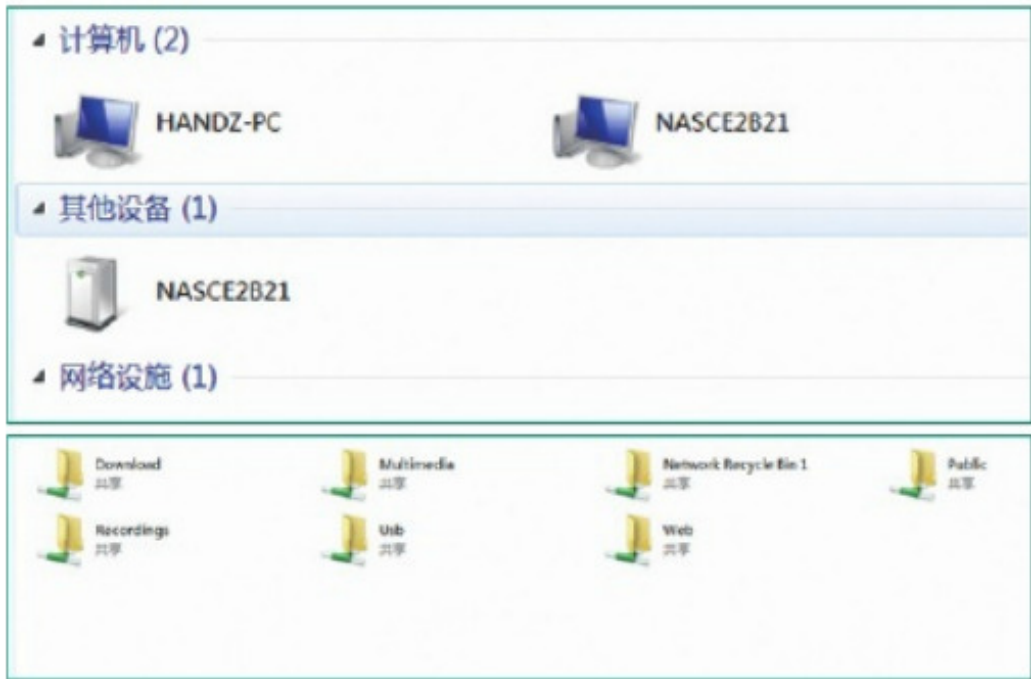 计算机 (2)
HANDZ-PC NASCE2B21
其他设备 (1)
NASCE2B21
网络设施 (1)
Download Multimedia Network Recycle Bin 1 Public
共享 共享 共享 共享
Recordings Usb Web
共享 共享 共享